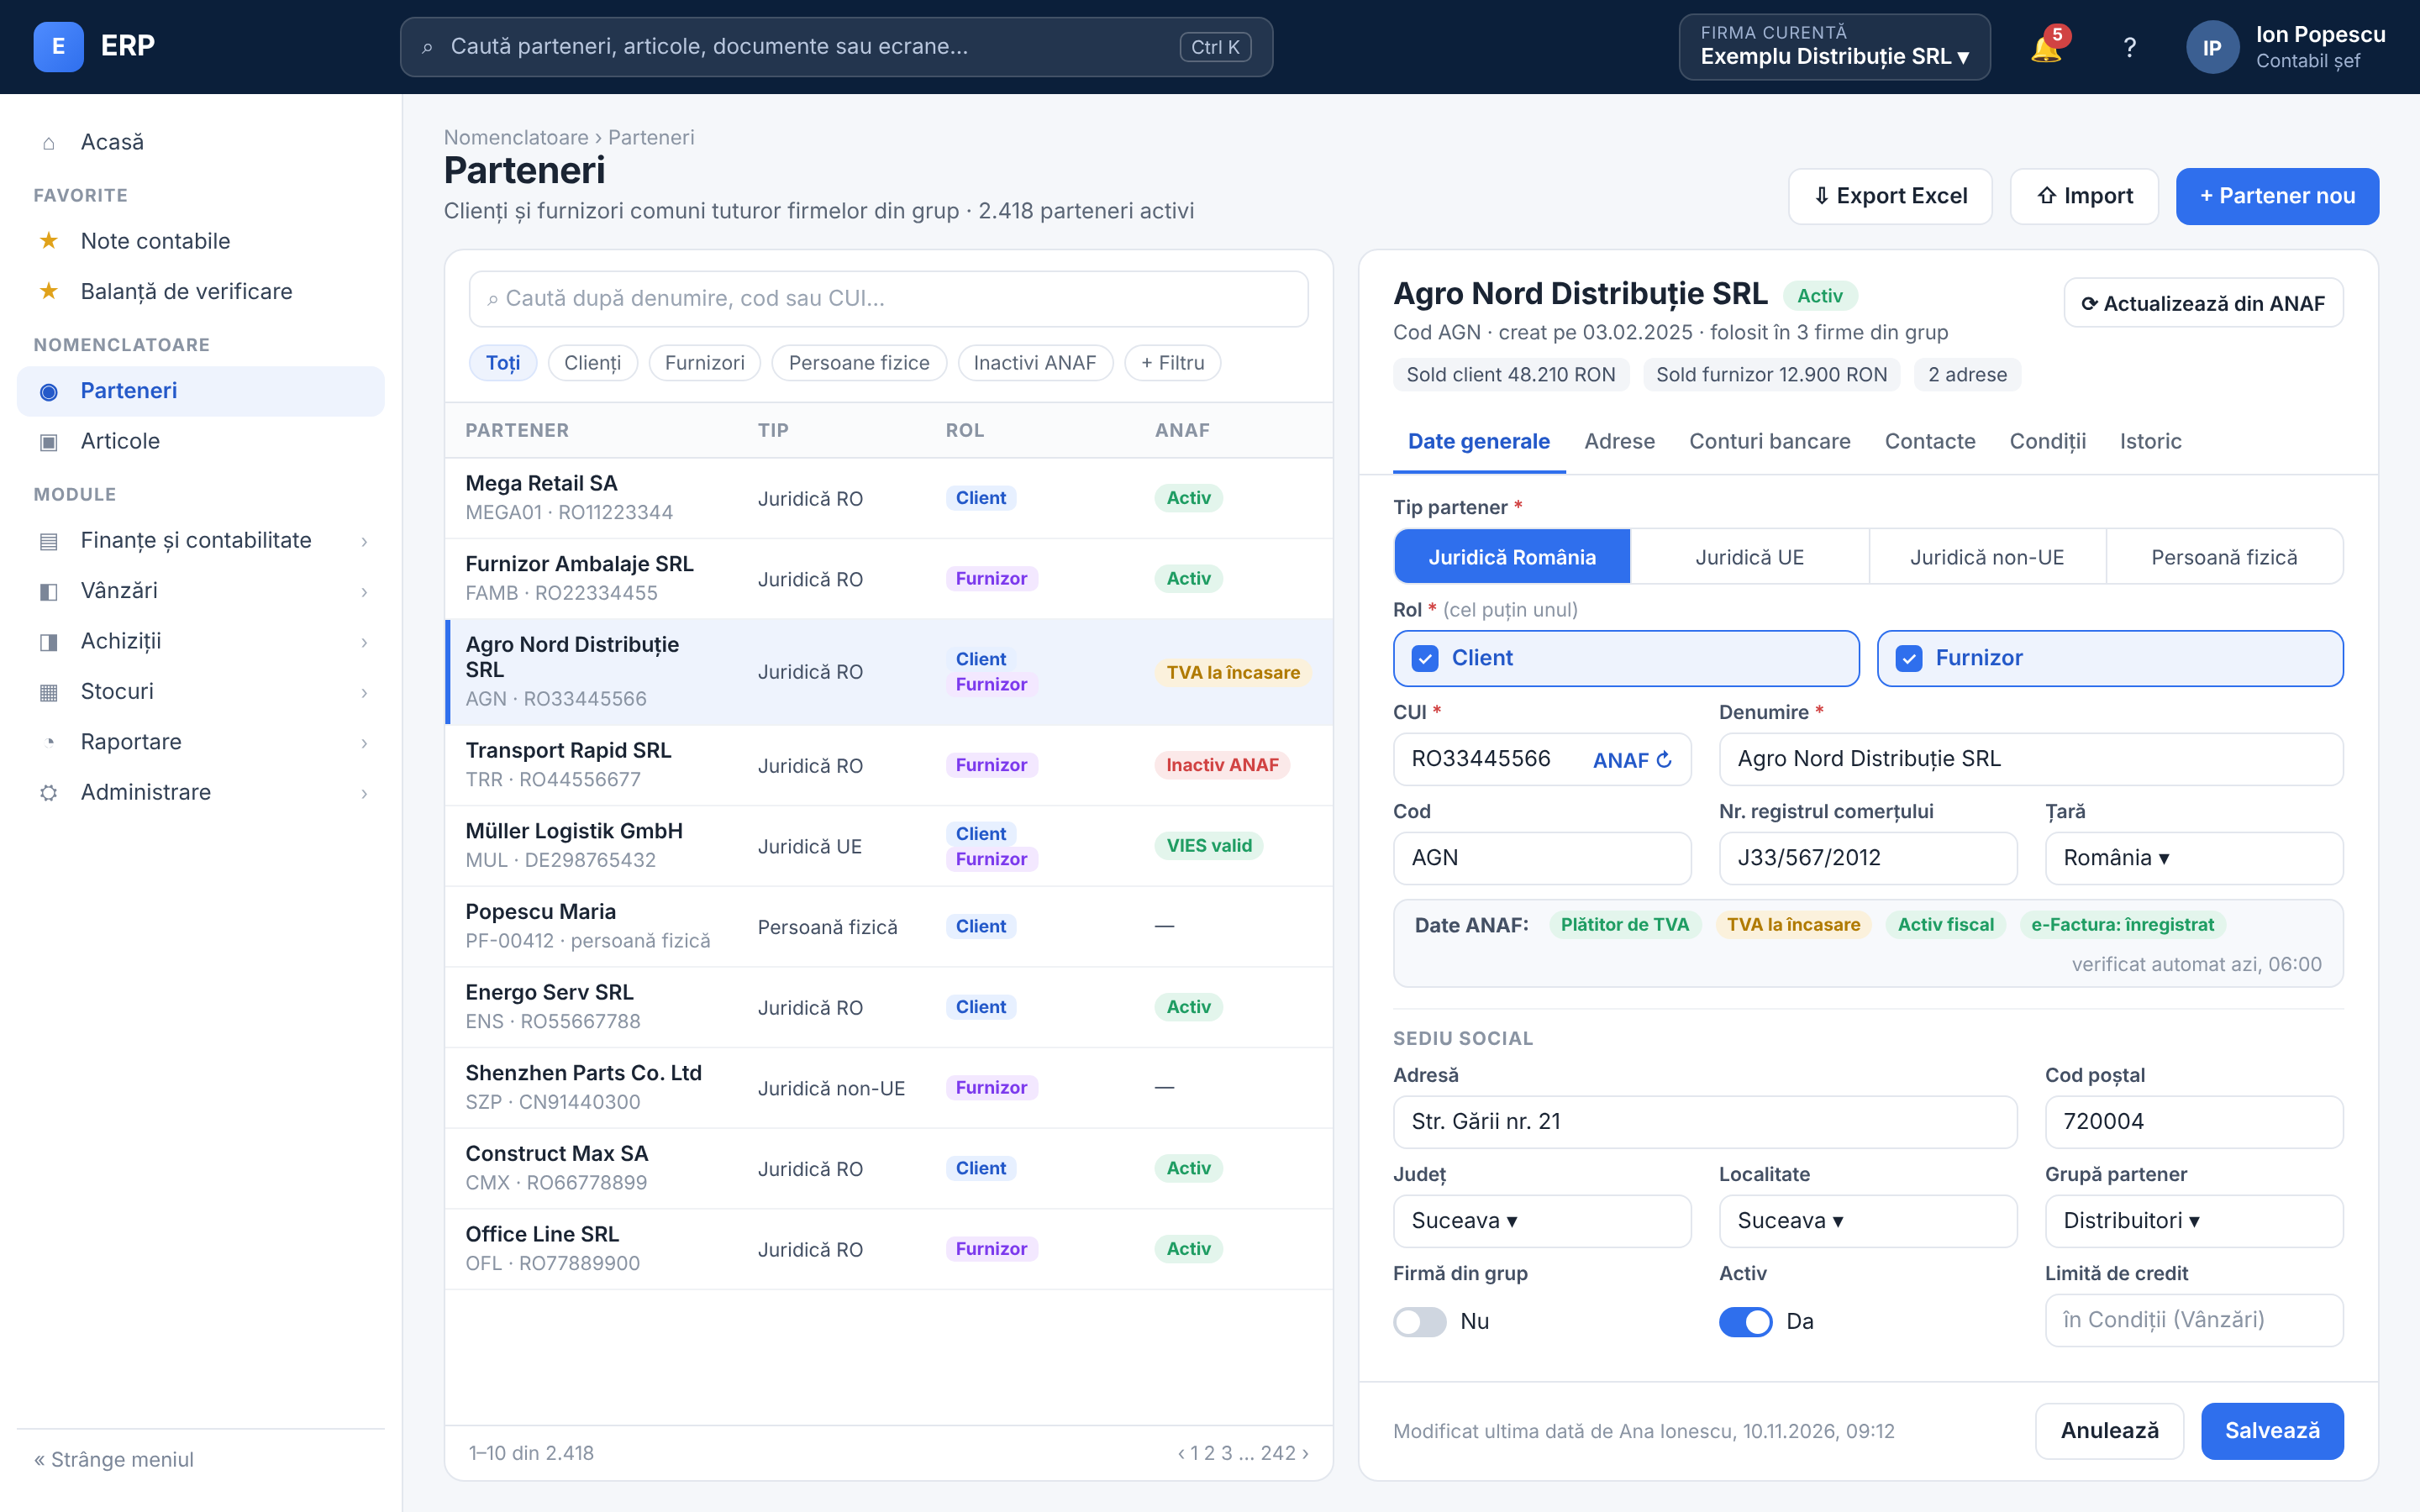 E ERP
Caută parteneri, articole, documente sau ecrane... Ctrl K
FIRMA CURENTĂ
Exemplu Distribuție SRL ▾
5
?
IP
Ion Popescu
Contabil șef
Acasă
FAVORITE
★ Note contabile
★ Balanță de verificare
NOMENCLATOARE
Parteneri
Articole
MODULE
Finanțe și contabilitate ›
Vânzări ›
Achiziții ›
Stocuri ›
Raportare ›
Administrare ›
« Strânge meniul
Nomenclatoare › Parteneri
Parteneri
Clienți și furnizori comuni tuturor firmelor din grup · 2.418 parteneri activi
⇩ Export Excel
⇧ Import
+ Partener nou
Caută după denumire, cod sau CUI...
Toți Clienți Furnizori Persoane fizice Inactivi ANAF + Filtru
PARTENER TIP ROL ANAF
Mega Retail SA
MEGA01 · RO11223344
Juridică RO
Client
Activ
Furnizor Ambalaje SRL
FAMB · RO22334455
Juridică RO
Furnizor
Activ
Agro Nord Distribuție
SRL
AGN · RO33445566
Juridică RO
Client
Furnizor
TVA la încasare
Transport Rapid SRL
TRR · RO44556677
Juridică RO
Furnizor
Inactiv ANAF
Müller Logistik GmbH
MUL · DE298765432
Juridică UE
Client
Furnizor
VIES valid
Popescu Maria
PF-00412 · persoană fizică
Persoană fizică
Client
—
Energo Serv SRL
ENS · RO55667788
Juridică RO
Client
Activ
Shenzhen Parts Co. Ltd
SZP · CN91440300
Juridică non-UE
Furnizor
—
Construct Max SA
CMX · RO66778899
Juridică RO
Client
Activ
Office Line SRL
OFL · RO77889900
Juridică RO
Furnizor
Activ
1–10 din 2.418
‹ 1 2 3 ... 242 ›
Agro Nord Distribuție SRL Activ
⟳ Actualizează din ANAF
Cod AGN · creat pe 03.02.2025 · folosit în 3 firme din grup
Sold client 48.210 RON Sold furnizor 12.900 RON 2 adrese
Date generale Adrese Conturi bancare Contacte Condiții Istoric
Tip partener *
Juridică România Juridică UE Juridică non-UE Persoană fizică
Rol * (cel puțin unul)
Client
Furnizor
CUI * Denumire *
RO33445566 ANAF ↻
Agro Nord Distribuție SRL
Cod Nr. registrul comerțului Țară
AGN J33/567/2012 România ▾
Date ANAF: Plătitor de TVA TVA la încasare Activ fiscal e-Factura: înregistrat
verificat automat azi, 06:00
SEDIU SOCIAL
Adresă Cod poștal
Str. Gării nr. 21 720004
Județ Localitate Grupă partener
Suceava ▾ Suceava ▾ Distribuitori ▾
Firmă din grup Activ Limită de credit
Nu Da în Condiții (Vânzări)
Modificat ultima dată de Ana Ionescu, 10.11.2026, 09:12
Anulează
Salvează